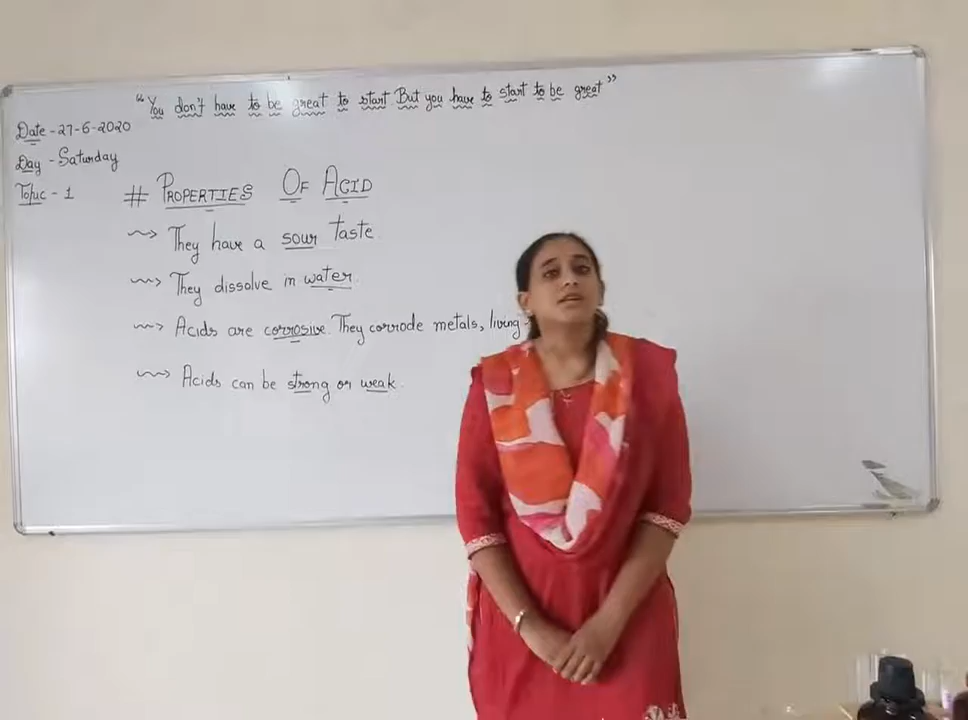 "You don't have to be great to start But you have to start to be great"
Date - 27-6-2020
Day - Saturday
Topic - 1
# PROPERTIES OF ACID
They have a sour taste
They dissolve in water.
Acids are corrosive. They corrode metals, living
Acids can be strong or weak.